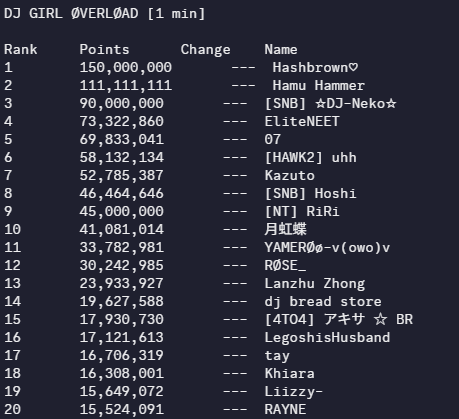 DJ GIRL ØVERLØAD [1 min]
Rank Points Change Name
1 150,000,000 --- Hashbrown♡
2 111,111,111 --- Hamu Hammer
3 90,000,000 --- [SNB] ☆DJ-Neko☆
4 73,322,860 --- EliteNEET
5 69,833,041 --- 07
6 58,132,134 --- [HAWK2] uhh
7 52,785,387 --- Kazuto
8 46,464,646 --- [SNB] Hoshi
9 45,000,000 --- [NT] RiRi
10 41,081,014 --- 月虹蝶
11 33,782,981 --- YAMERØø-v(owo)v
12 30,242,985 --- RØSE_
13 23,933,927 --- Lanzhu Zhong
14 19,627,588 --- dj bread store
15 17,930,730 --- [4TO4] アキサ ☆ BR
16 17,121,613 --- LegoshisHusband
17 16,706,319 --- tay
18 16,308,001 --- Khiara
19 15,649,072 --- Liizzy-
20 15,524,091 --- RAYNE